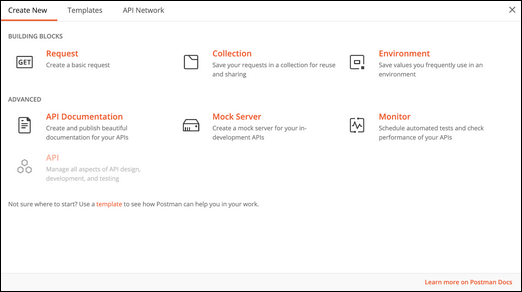 Create New Templates API Network
BUILDING BLOCKS
GET
Request
Create a basic request
Collection
Save your requests in a collection for reuse
and sharing
Environment
Save values you frequently use in an
environment
ADVANCED
API Documentation
Create and publish beautiful
documentation for your APIs
Mock Server
Create a mock server for your in-
development APIs
Monitor
Schedule automated tests and check
performance of your APIs
API
Manage all aspects of API design,
development, and testing
Not sure where to start? Use a template to see how Postman can help you in your work.
Learn more on Postman Docs